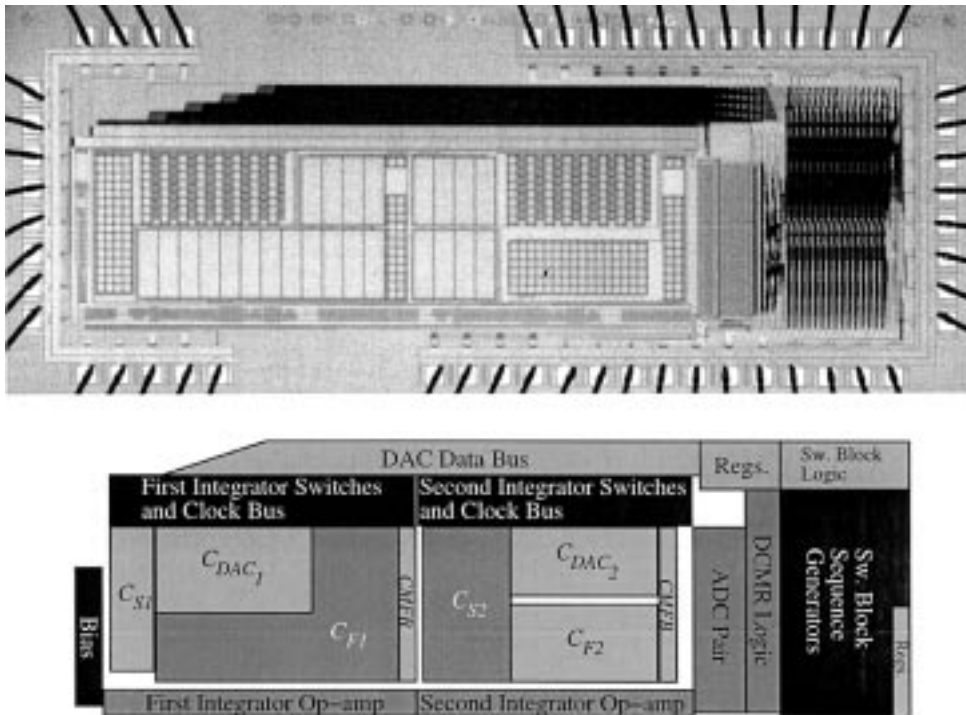 DAC Data Bus
Regs.
Sw. Block
Logic
First Integrator Switches
and Clock Bus
Second Integrator Switches
and Clock Bus
C_DAC1
C_S1
C_F1
CMFB
C_DAC2
C_S2
C_F2
CMFB
Bias
ADC Pair
DCMR Logic
Sw. Block
Sequence
Generators
Regs.
First Integrator Op-amp
Second Integrator Op-amp